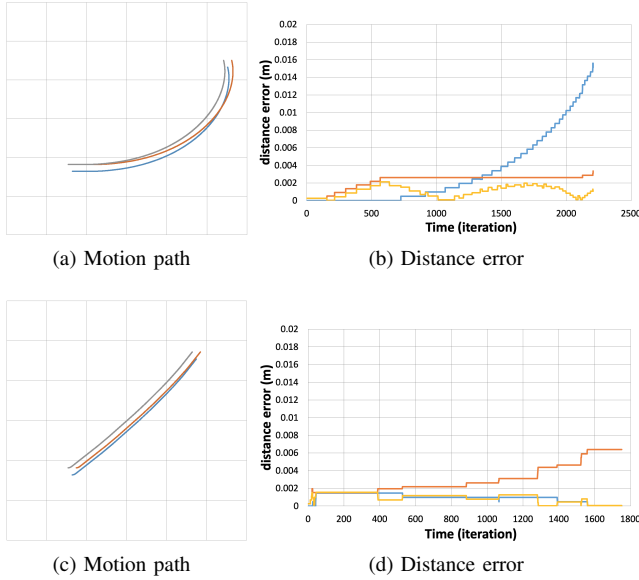 0.02
0.018
0.016
0.014
0.012
0.01
0.008
0.006
0.004
0.002
0
distance error (m)
0 500 1000 1500 2000 2500
Time (iteration)
(a) Motion path
(b) Distance error
0.02
0.018
0.016
0.014
0.012
0.01
0.008
0.006
0.004
0.002
0
distance error (m)
0 200 400 600 800 1000 1200 1400 1600 1800
Time (iteration)
(c) Motion path
(d) Distance error